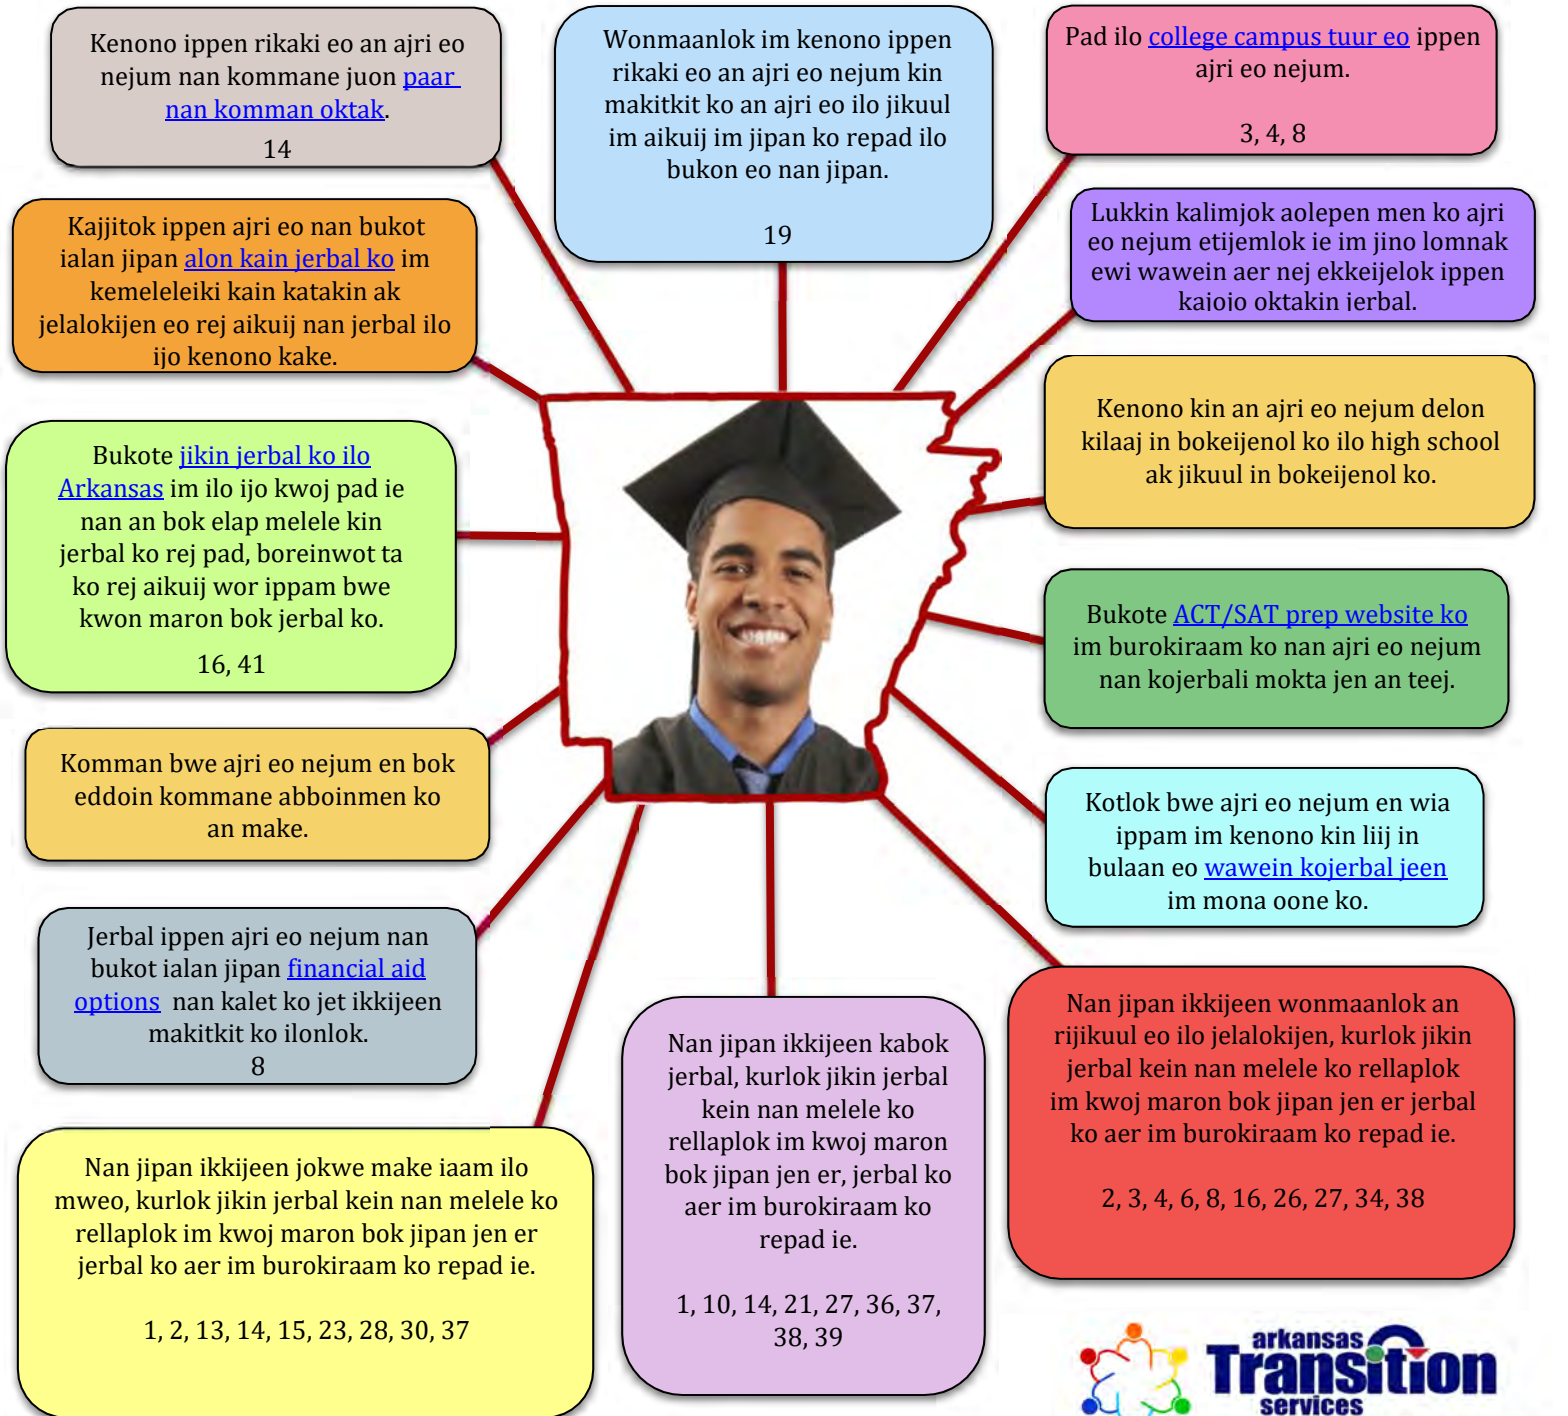 Kenono ippen rikaki eo an ajri eo
nejum nan kommane juon paar
nan komman oktak.
14
Wonmaanlok im kenono ippen
rikaki eo an ajri eo nejum kin
makitkit ko an ajri eo ilo jikuul
im aikuij im jipan ko repad ilo
bukon eo nan jipan.
19
Pad ilo college campus tuur eo ippen
ajri eo nejum.
3, 4, 8
Kajjitok ippen ajri eo nan bukot
ialan jipan alon kain jerbal ko im
kemeleleiki kain katakin ak
jelalokijen eo rej aikuij nan jerbal ilo
ijo kenono kake.
Lukkin kalimjok aolepen men ko ajri
eo nejum etijemlok ie im jino lomnak
ewi wawein aer nej ekkeijelok ippen
kajojo oktakin jerbal.
Kenono kin an ajri eo nejum delon
kilaaj in bokeijenol ko ilo high school
ak jikuul in bokeijenol ko.
Bukote jikin jerbal ko ilo
Arkansas im ilo ijo kwoj pad ie
nan an bok elap melele kin
jerbal ko rej pad, boreinwot ta
ko rej aikuij wor ippam bwe
kwon maron bok jerbal ko.
16, 41
Bukote ACT/SAT prep website ko
im burokiraam ko nan ajri eo nejum
nan kojerbali mokta jen an teej.
Komman bwe ajri eo nejum en bok
eddoin kommane abboinmen ko
an make.
Kotlok bwe ajri eo nejum en wia
ippam im kenono kin liij in
bulaan eo wawein kojerbal jeen
im mona oone ko.
Jerbal ippen ajri eo nejum nan
bukot ialan jipan financial aid
options nan kalet ko jet ikkijeen
makitkit ko ilonlok.
8
Nan jipan ikkijeen wonmaanlok an
rijikuul eo ilo jelalokijen, kurlok jikin
jerbal kein nan melele ko rellaplok
im kwoj maron bok jipan jen er jerbal
ko aer im burokiraam ko repad ie.
2, 3, 4, 6, 8, 16, 26, 27, 34, 38
Nan jipan ikkijeen kabok
jerbal, kurlok jikin jerbal
kein nan melele ko
rellaplok im kwoj maron
bok jipan jen er, jerbal ko
aer im burokiraam ko
repad ie.
1, 10, 14, 21, 27, 36, 37,
38, 39
Nan jipan ikkijeen jokwe make iaam ilo
mweo, kurlok jikin jerbal kein nan melele ko
rellaplok im kwoj maron bok jipan jen er
jerbal ko aer im burokiraam ko repad ie.
1, 2, 13, 14, 15, 23, 28, 30, 37
arkansas
Transition
services